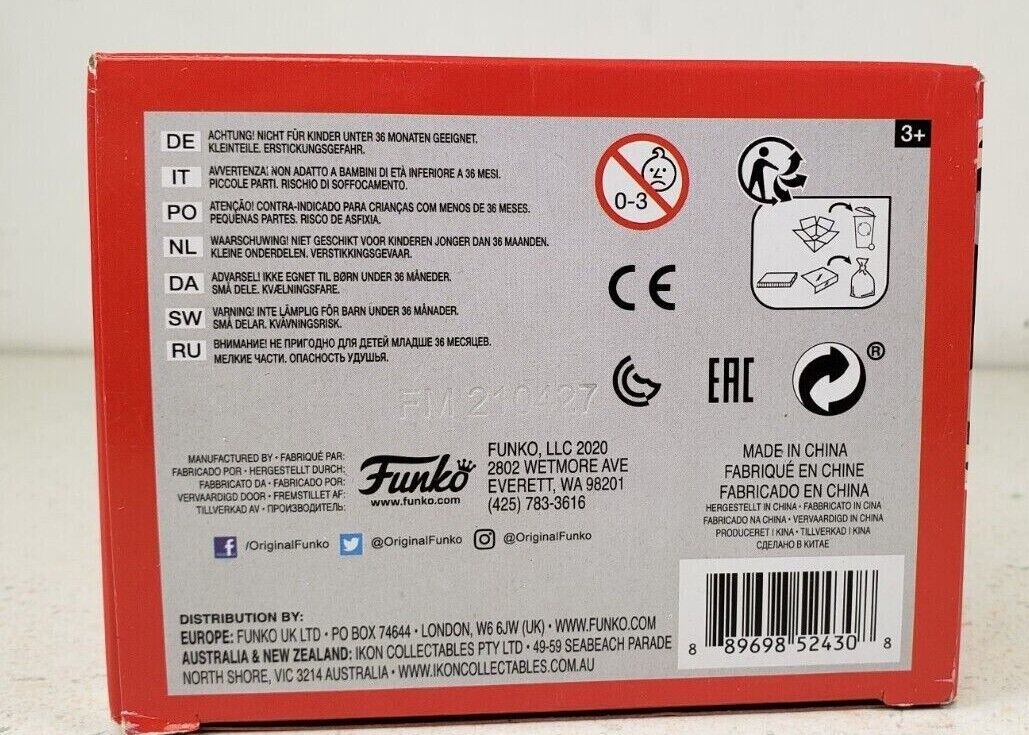 3+
DE ACHTUNG! NICHT FÜR KINDER UNTER 36 MONATEN GEEIGNET.
KLEINTEILE. ERSTICKUNGSGEFAHR.
IT AVVERTENZA! NON ADATTO A BAMBINI DI ETÀ INFERIORE A 36 MESI.
PICCOLE PARTI. RISCHIO DI SOFFOCAMENTO.
PO ATENÇÃO! CONTRA-INDICADO PARA CRIANÇAS COM MENOS DE 36 MESES.
PEQUENAS PARTES. RISCO DE ASFIXIA.
NL WAARSCHUWING! NIET GESCHIKT VOOR KINDEREN JONGER DAN 36 MAANDEN.
KLEINE ONDERDELEN. VERSTIKKINGSGEVAAR.
DA ADVARSEL! IKKE EGNET TIL BØRN UNDER 36 MÅNEDER.
SMÅ DELE. KVÆLNINGSFARE.
SW VARNING! INTE LÄMPLIG FÖR BARN UNDER 36 MÅNADER.
SMÅ DELAR. KVÄVNINGSRISK.
RU ВНИМАНИЕ! НЕ ПРИГОДНО ДЛЯ ДЕТЕЙ МЛАДШЕ 36 МЕСЯЦЕВ.
МЕЛКИЕ ЧАСТИ. ОПАСНОСТЬ УДУШЬЯ.
0-3
CE
EAC
®
FM 210427
MANUFACTURED BY • FABRIQUÉ PAR:
FABRICADO POR • HERGESTELLT DURCH:
FABBRICATO DA • FABRICADO POR:
VERVAARDIGD DOOR • FREMSTILLET AF:
TILLVERKAD AV • ПРОИЗВОДИТЕЛЬ:
Funko
www.funko.com
FUNKO, LLC 2020
2802 WETMORE AVE
EVERETT, WA 98201
(425) 783-3616
/OriginalFunko @OriginalFunko @OriginalFunko
MADE IN CHINA
FABRIQUÉ EN CHINE
FABRICADO EN CHINA
HERGESTELLT IN CHINA • FABBRICATO IN CINA
FABRICADO NA CHINA • VERVAARDIGD IN CHINA
PRODUCERET I KINA • TILLVERKAD I KINA
СДЕЛАНО В КИТАЕ
DISTRIBUTION BY:
EUROPE: FUNKO UK LTD • PO BOX 74644 • LONDON, W6 6JW (UK) • WWW.FUNKO.COM
AUSTRALIA & NEW ZEALAND: IKON COLLECTABLES PTY LTD • 49-59 SEABEACH PARADE
NORTH SHORE, VIC 3214 AUSTRALIA • WWW.IKONCOLLECTABLES.COM.AU
8 89698 52430 8